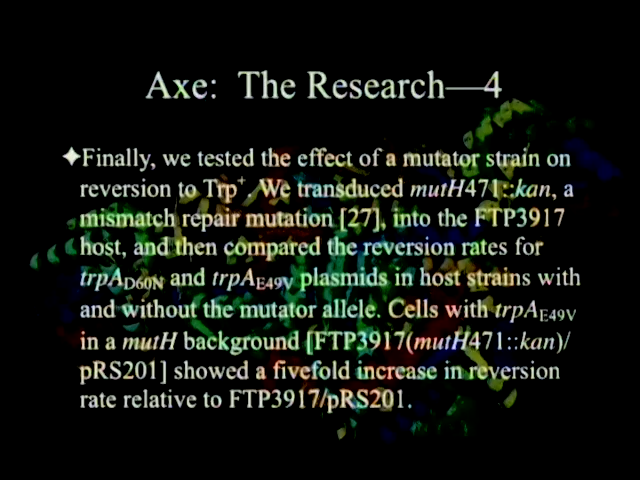 Axe: The Research—4
✦Finally, we tested the effect of a mutator strain on
reversion to Trp⁺. We transduced mutH471::kan, a
mismatch repair mutation [27], into the FTP3917
host, and then compared the reversion rates for
trpA_D60N and trpA_E49V plasmids in host strains with
and without the mutator allele. Cells with trpA_E49V
in a mutH background [FTP3917(mutH471::kan)/
pRS201] showed a fivefold increase in reversion
rate relative to FTP3917/pRS201.